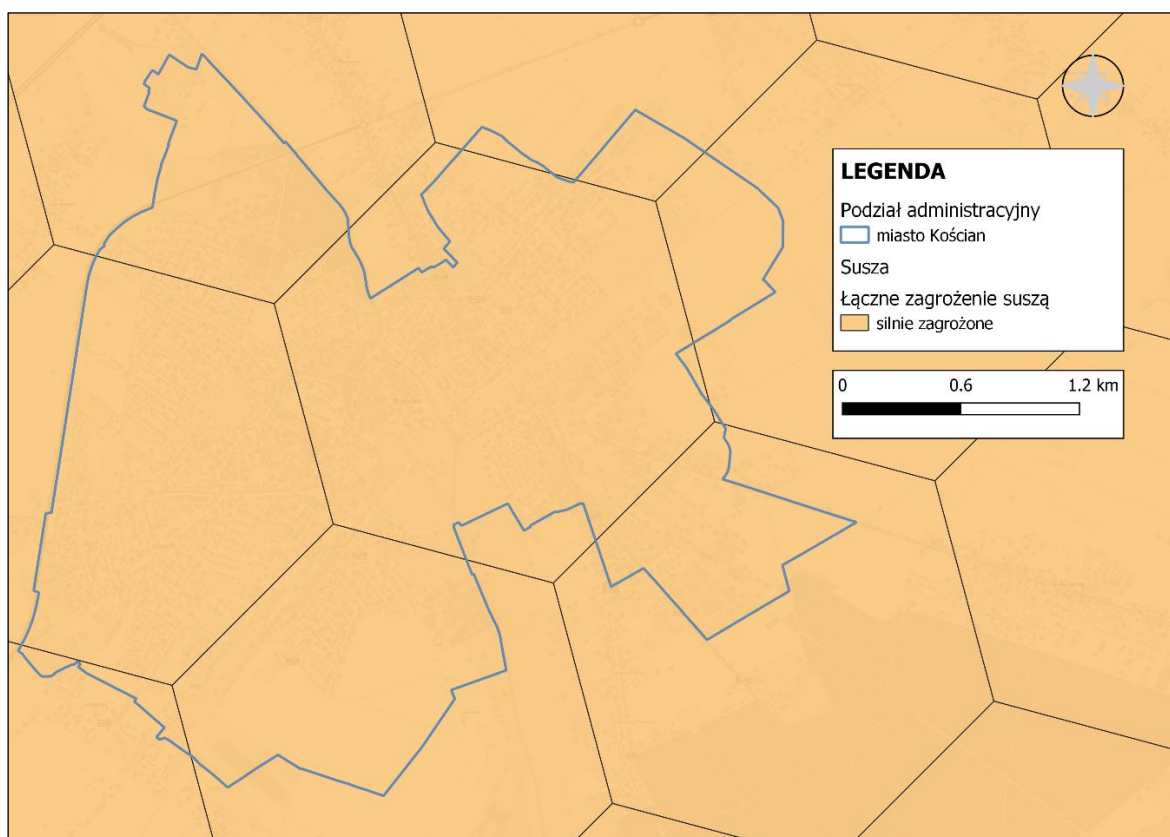 LEGENDA
Podział administracyjny
miasto Kościan
Susza
Łączne zagrożenie suszą
silnie zagrożone
0 0.6 1.2 km